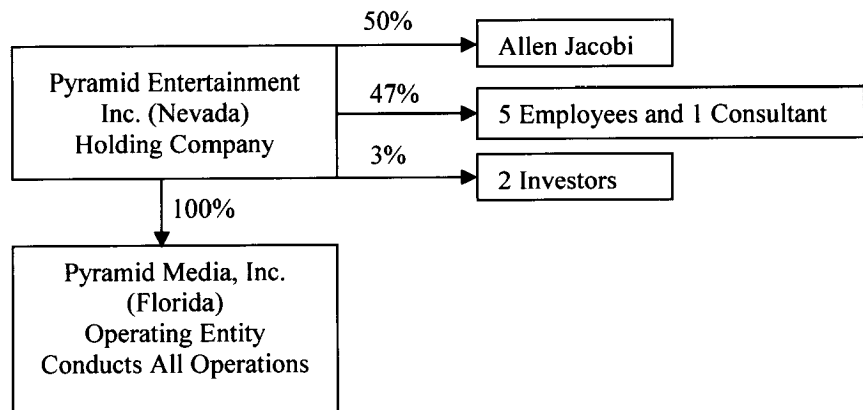 50%
Allen Jacobi
Pyramid Entertainment
Inc. (Nevada)
Holding Company
47%
5 Employees and 1 Consultant
3%
2 Investors
100%
Pyramid Media, Inc.
(Florida)
Operating Entity
Conducts All Operations